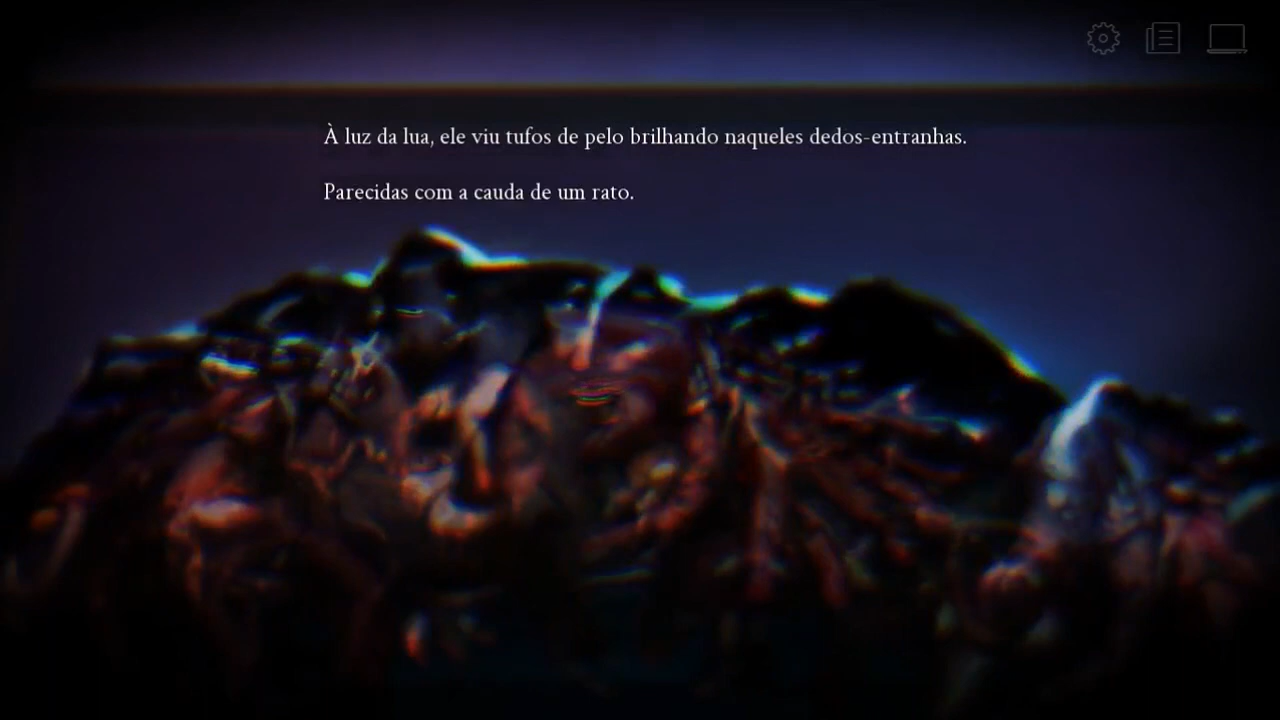 À luz da lua, ele viu tufos de pelo brilhando naqueles dedos-entranhas.
Parecidas com a cauda de um rato.